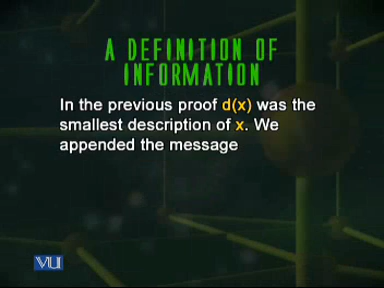 A DEFINITION OF
INFORMATION
In the previous proof d(x) was the
smallest description of x. We
appended the message
VU